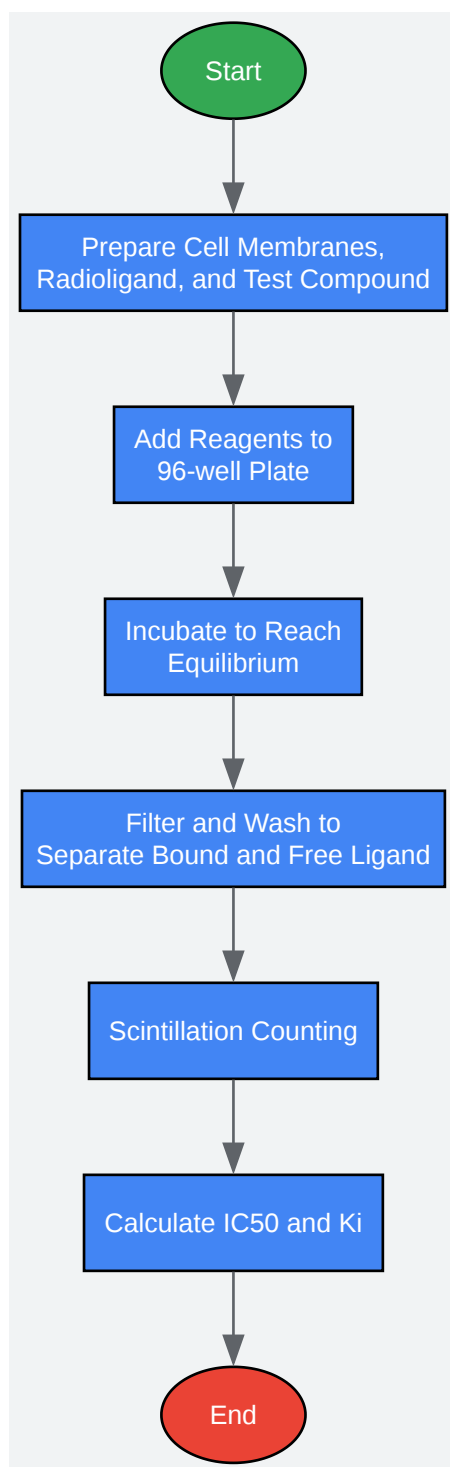 Start
Prepare Cell Membranes,
Radioligand, and Test Compound
Add Reagents to
96-well Plate
Incubate to Reach
Equilibrium
Filter and Wash to
Separate Bound and Free Ligand
Scintillation Counting
Calculate IC50 and Ki
End